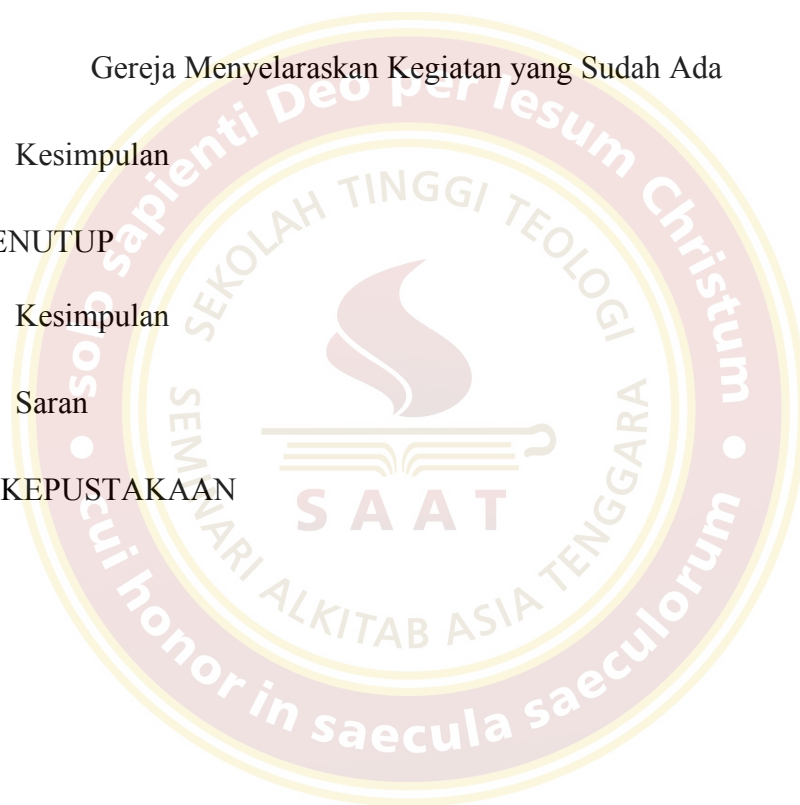 Gereja Menyelaraskan Kegiatan yang Sudah Ada
Kesimpulan
ENUTUP
Kesimpulan
Saran
KEPUSTAKAAN
solo sapienti Deo per Iesum Christum
cui honor in saecula saeculorum
SEKOLAH TINGGI TEOLOGI
SEMINARI ALKITAB ASIA TENGGARA
SAAT